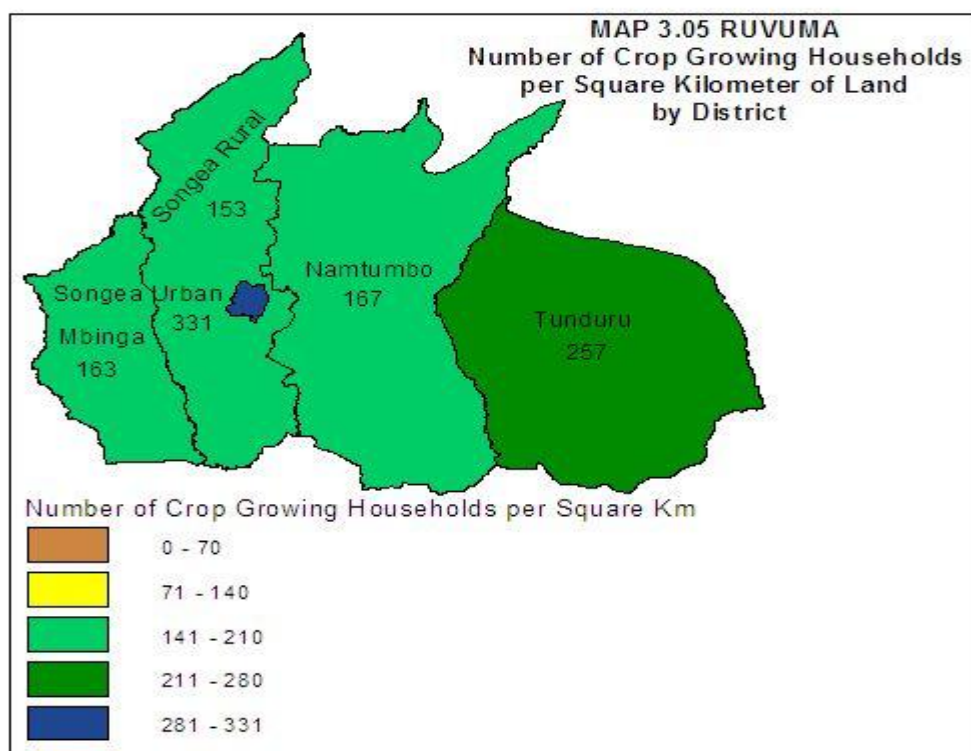 MAP 3.05 RUVUMA
Number of Crop Growing Households
per Square Kilometer of Land
by District
Songea Rural
153
Namtumbo
167
Songea Urban
331
Mbinga
163
Tunduru
257
Number of Crop Growing Households per Square Km
0 - 70
71 - 140
141 - 210
211 - 280
281 - 331